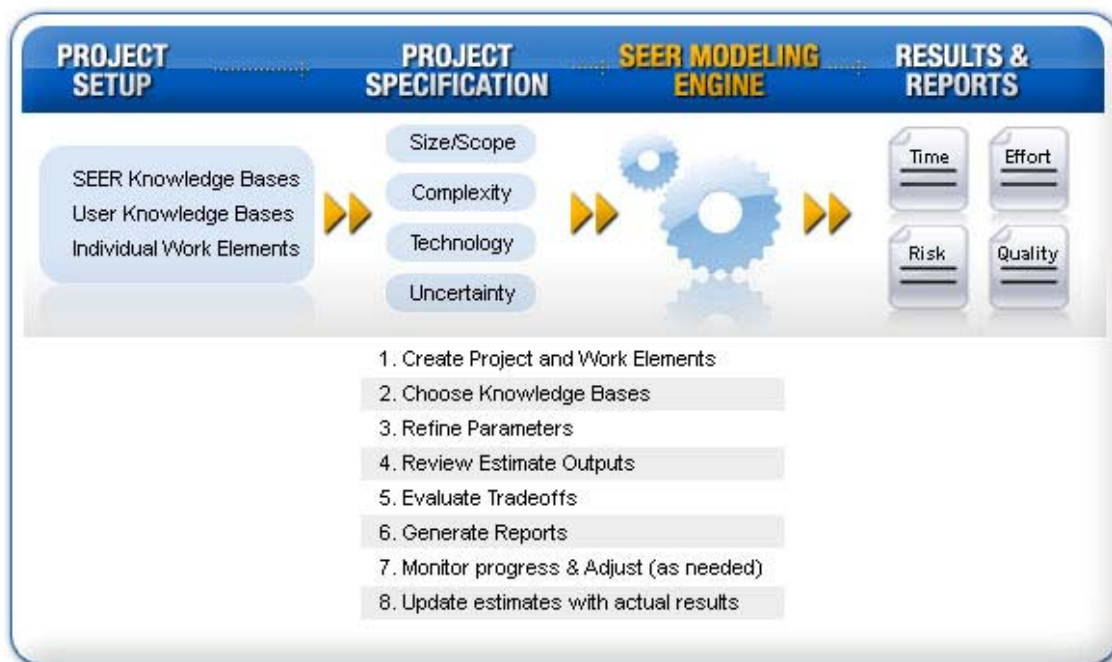 PROJECT
SETUP
PROJECT
SPECIFICATION
SEER MODELING
ENGINE
RESULTS &
REPORTS
SEER Knowledge Bases
User Knowledge Bases
Individual Work Elements
Size/Scope
Complexity
Technology
Uncertainty
Time
Effort
Risk
Quality
1. Create Project and Work Elements
2. Choose Knowledge Bases
3. Refine Parameters
4. Review Estimate Outputs
5. Evaluate Tradeoffs
6. Generate Reports
7. Monitor progress & Adjust (as needed)
8. Update estimates with actual results